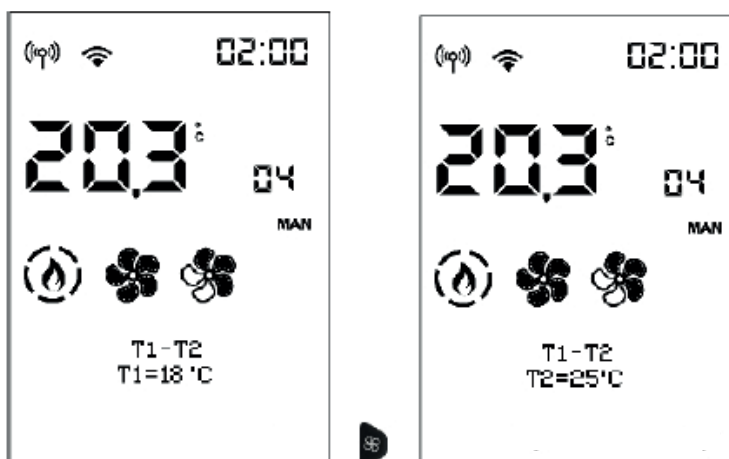 02:00
20.3 °C
04
MAN
T1-T2
T1=18 °C
02:00
20.3 °C
04
MAN
T1-T2
T2=25°C